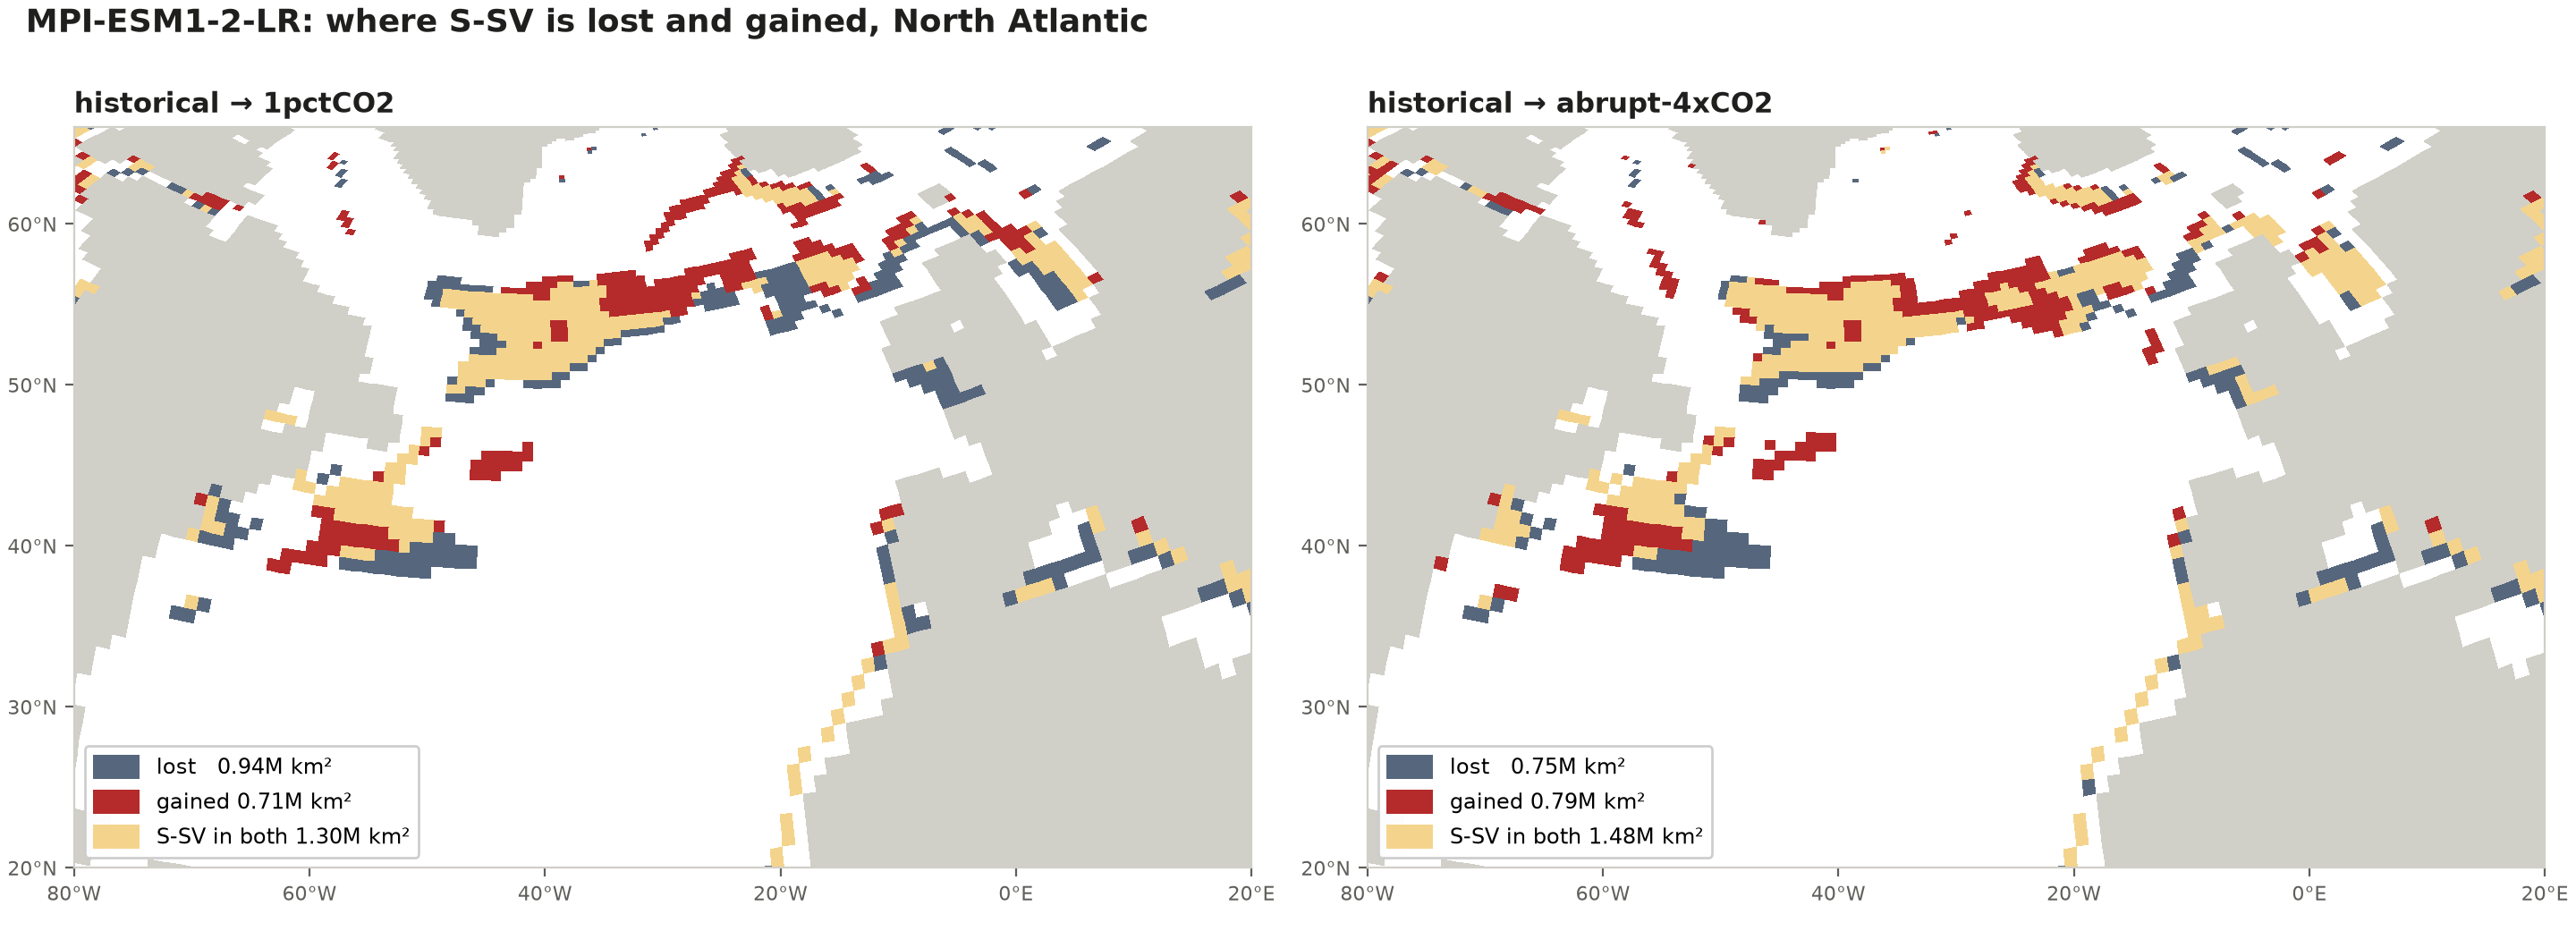 MPI-ESM1-2-LR: where S-SV is lost and gained, North Atlantic
historical → 1pctCO2
60°N
50°N
40°N
30°N
20°N
lost 0.94M km²
gained 0.71M km²
S-SV in both 1.30M km²
80°W 60°W 40°W 20°W 0°E 20°E
historical → abrupt-4xCO2
60°N
50°N
40°N
30°N
20°N
lost 0.75M km²
gained 0.79M km²
S-SV in both 1.48M km²
80°W 60°W 40°W 20°W 0°E 20°E